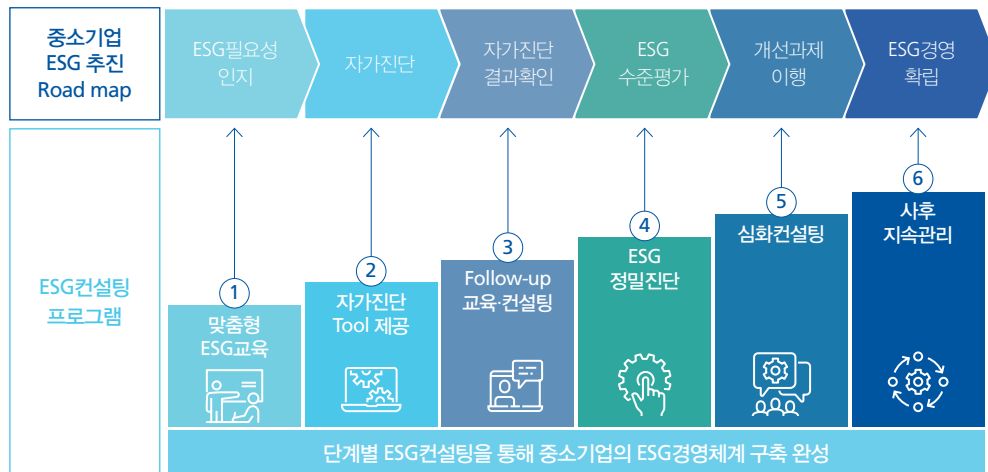 중소기업
ESG 추진
Road map
ESG필요성
인지
자가진단
자가진단
결과확인
ESG
수준평가
개선과제
이행
ESG경영
확립
ESG컨설팅
프로그램
1
맞춤형
ESG교육
2
자가진단
Tool 제공
3
Follow-up
교육·컨설팅
4
ESG
정밀진단
5
심화컨설팅
6
사후
지속관리
단계별 ESG컨설팅을 통해 중소기업의 ESG경영체계 구축 완성